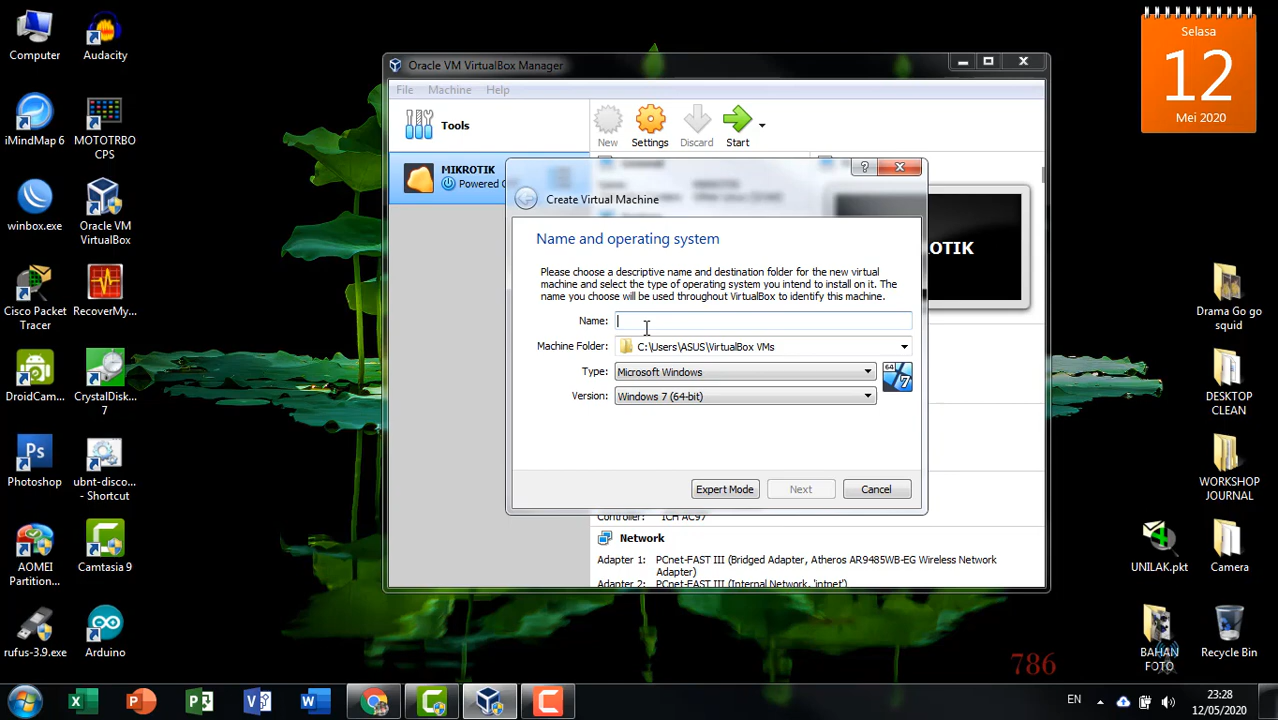 Computer
Audacity
iMindMap 6
MOTOTRBO
CPS
winbox.exe
Oracle VM
VirtualBox
Cisco Packet
Tracer
RecoverMy...
DroidCam...
CrystalDisk...
7
Photoshop
ubnt-disco...
- Shortcut
AOMEI
Partition...
Camtasia 9
rufus-3.9.exe
Arduino
Oracle VM VirtualBox Manager
File Machine Help
Tools
New
Settings
Discard
Start
MIKROTIK
Powered
Create Virtual Machine
Name and operating system
Please choose a descriptive name and destination folder for the new virtual
machine and select the type of operating system you intend to install on it. The
name you choose will be used throughout VirtualBox to identify this machine.
Name:
Machine Folder: C:\Users\ASUS\VirtualBox VMs
Type: Microsoft Windows
Version: Windows 7 (64-bit)
64
7
Expert Mode
Next
Cancel
OTIK
Controller: ICH AC97
Network
Adapter 1: PCnet-FAST III (Bridged Adapter, Atheros AR9485WB-EG Wireless Network
Adapter)
Adapter 2: PCnet-FAST III (Internal Network, 'intnet')
Selasa
12
Mei 2020
Drama Go go
squid
DESKTOP
CLEAN
WORKSHOP
JOURNAL
UNILAK.pkt
Camera
BAHAN
FOTO
Recycle Bin
786
EN
23:28
12/05/2020